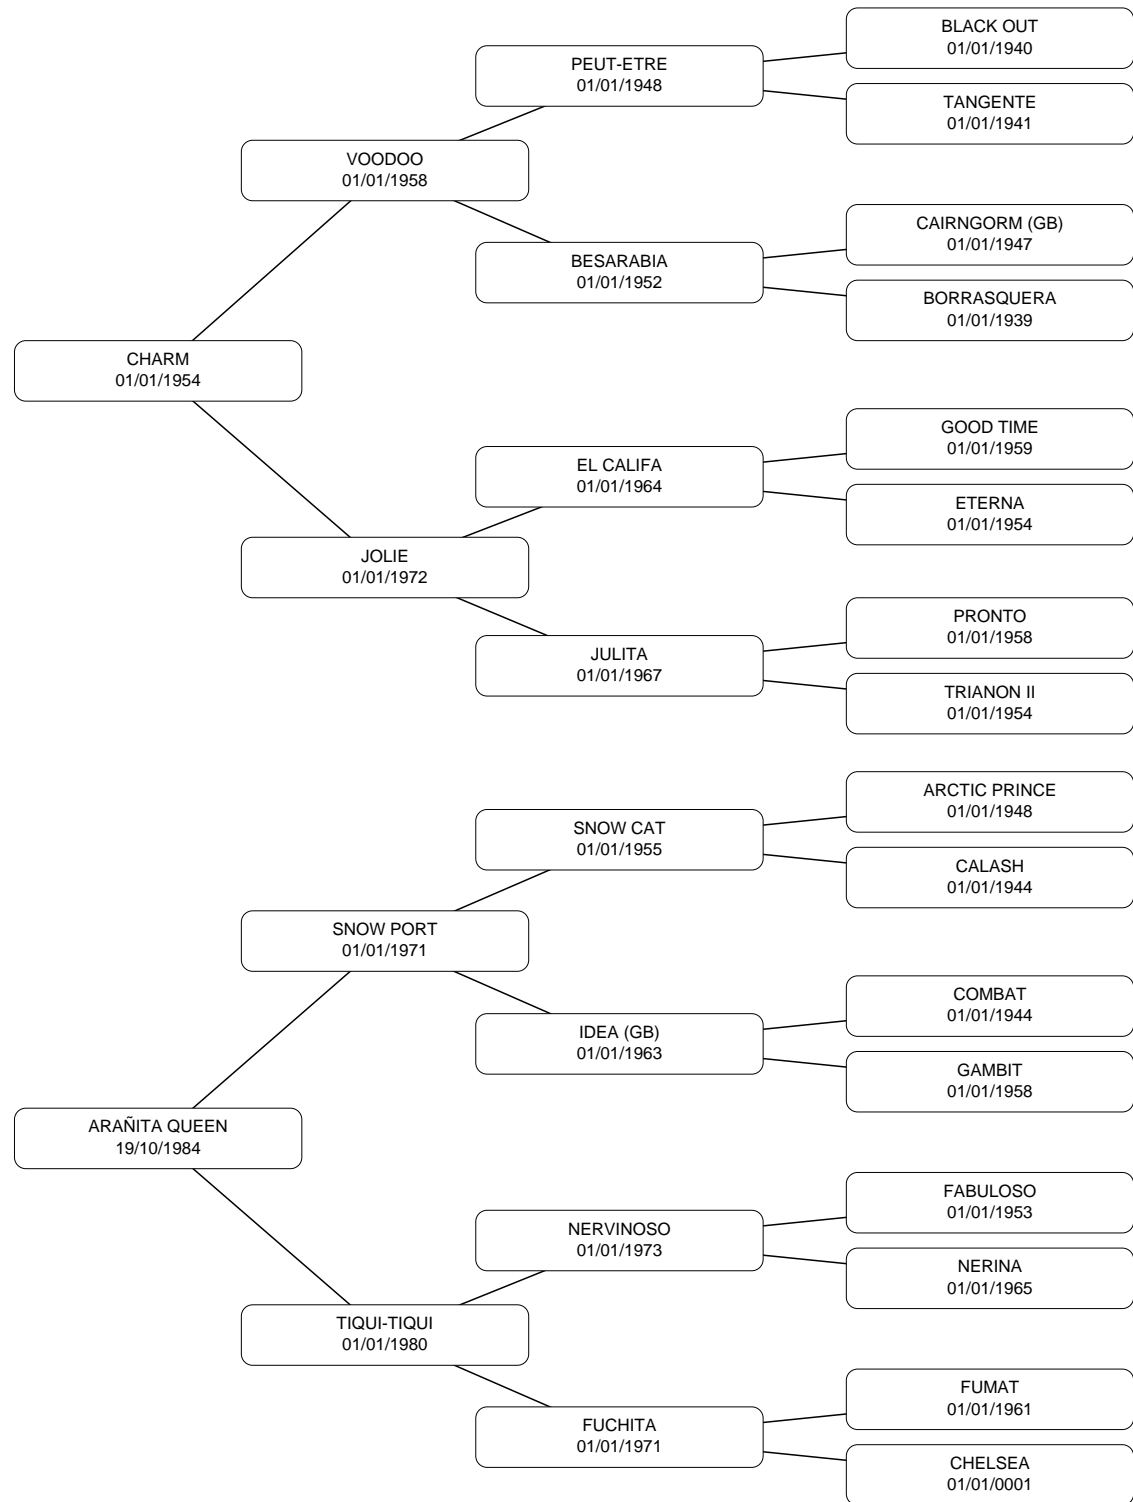 BLACK OUT
01/01/1940
PEUT-ETRE
01/01/1948
TANGENTE
01/01/1941
VOODOO
01/01/1958
CAIRNGORM (GB)
01/01/1947
BESARABIA
01/01/1952
BORRASQUERA
01/01/1939
CHARM
01/01/1954
GOOD TIME
01/01/1959
EL CALIFA
01/01/1964
ETERNA
01/01/1954
JOLIE
01/01/1972
PRONTO
01/01/1958
JULITA
01/01/1967
TRIANON II
01/01/1954
ARCTIC PRINCE
01/01/1948
SNOW CAT
01/01/1955
CALASH
01/01/1944
SNOW PORT
01/01/1971
COMBAT
01/01/1944
IDEA (GB)
01/01/1963
GAMBIT
01/01/1958
ARAÑITA QUEEN
19/10/1984
FABULOSO
01/01/1953
NERVINOSO
01/01/1973
NERINA
01/01/1965
TIQUI-TIQUI
01/01/1980
FUMAT
01/01/1961
FUCHITA
01/01/1971
CHELSEA
01/01/0001